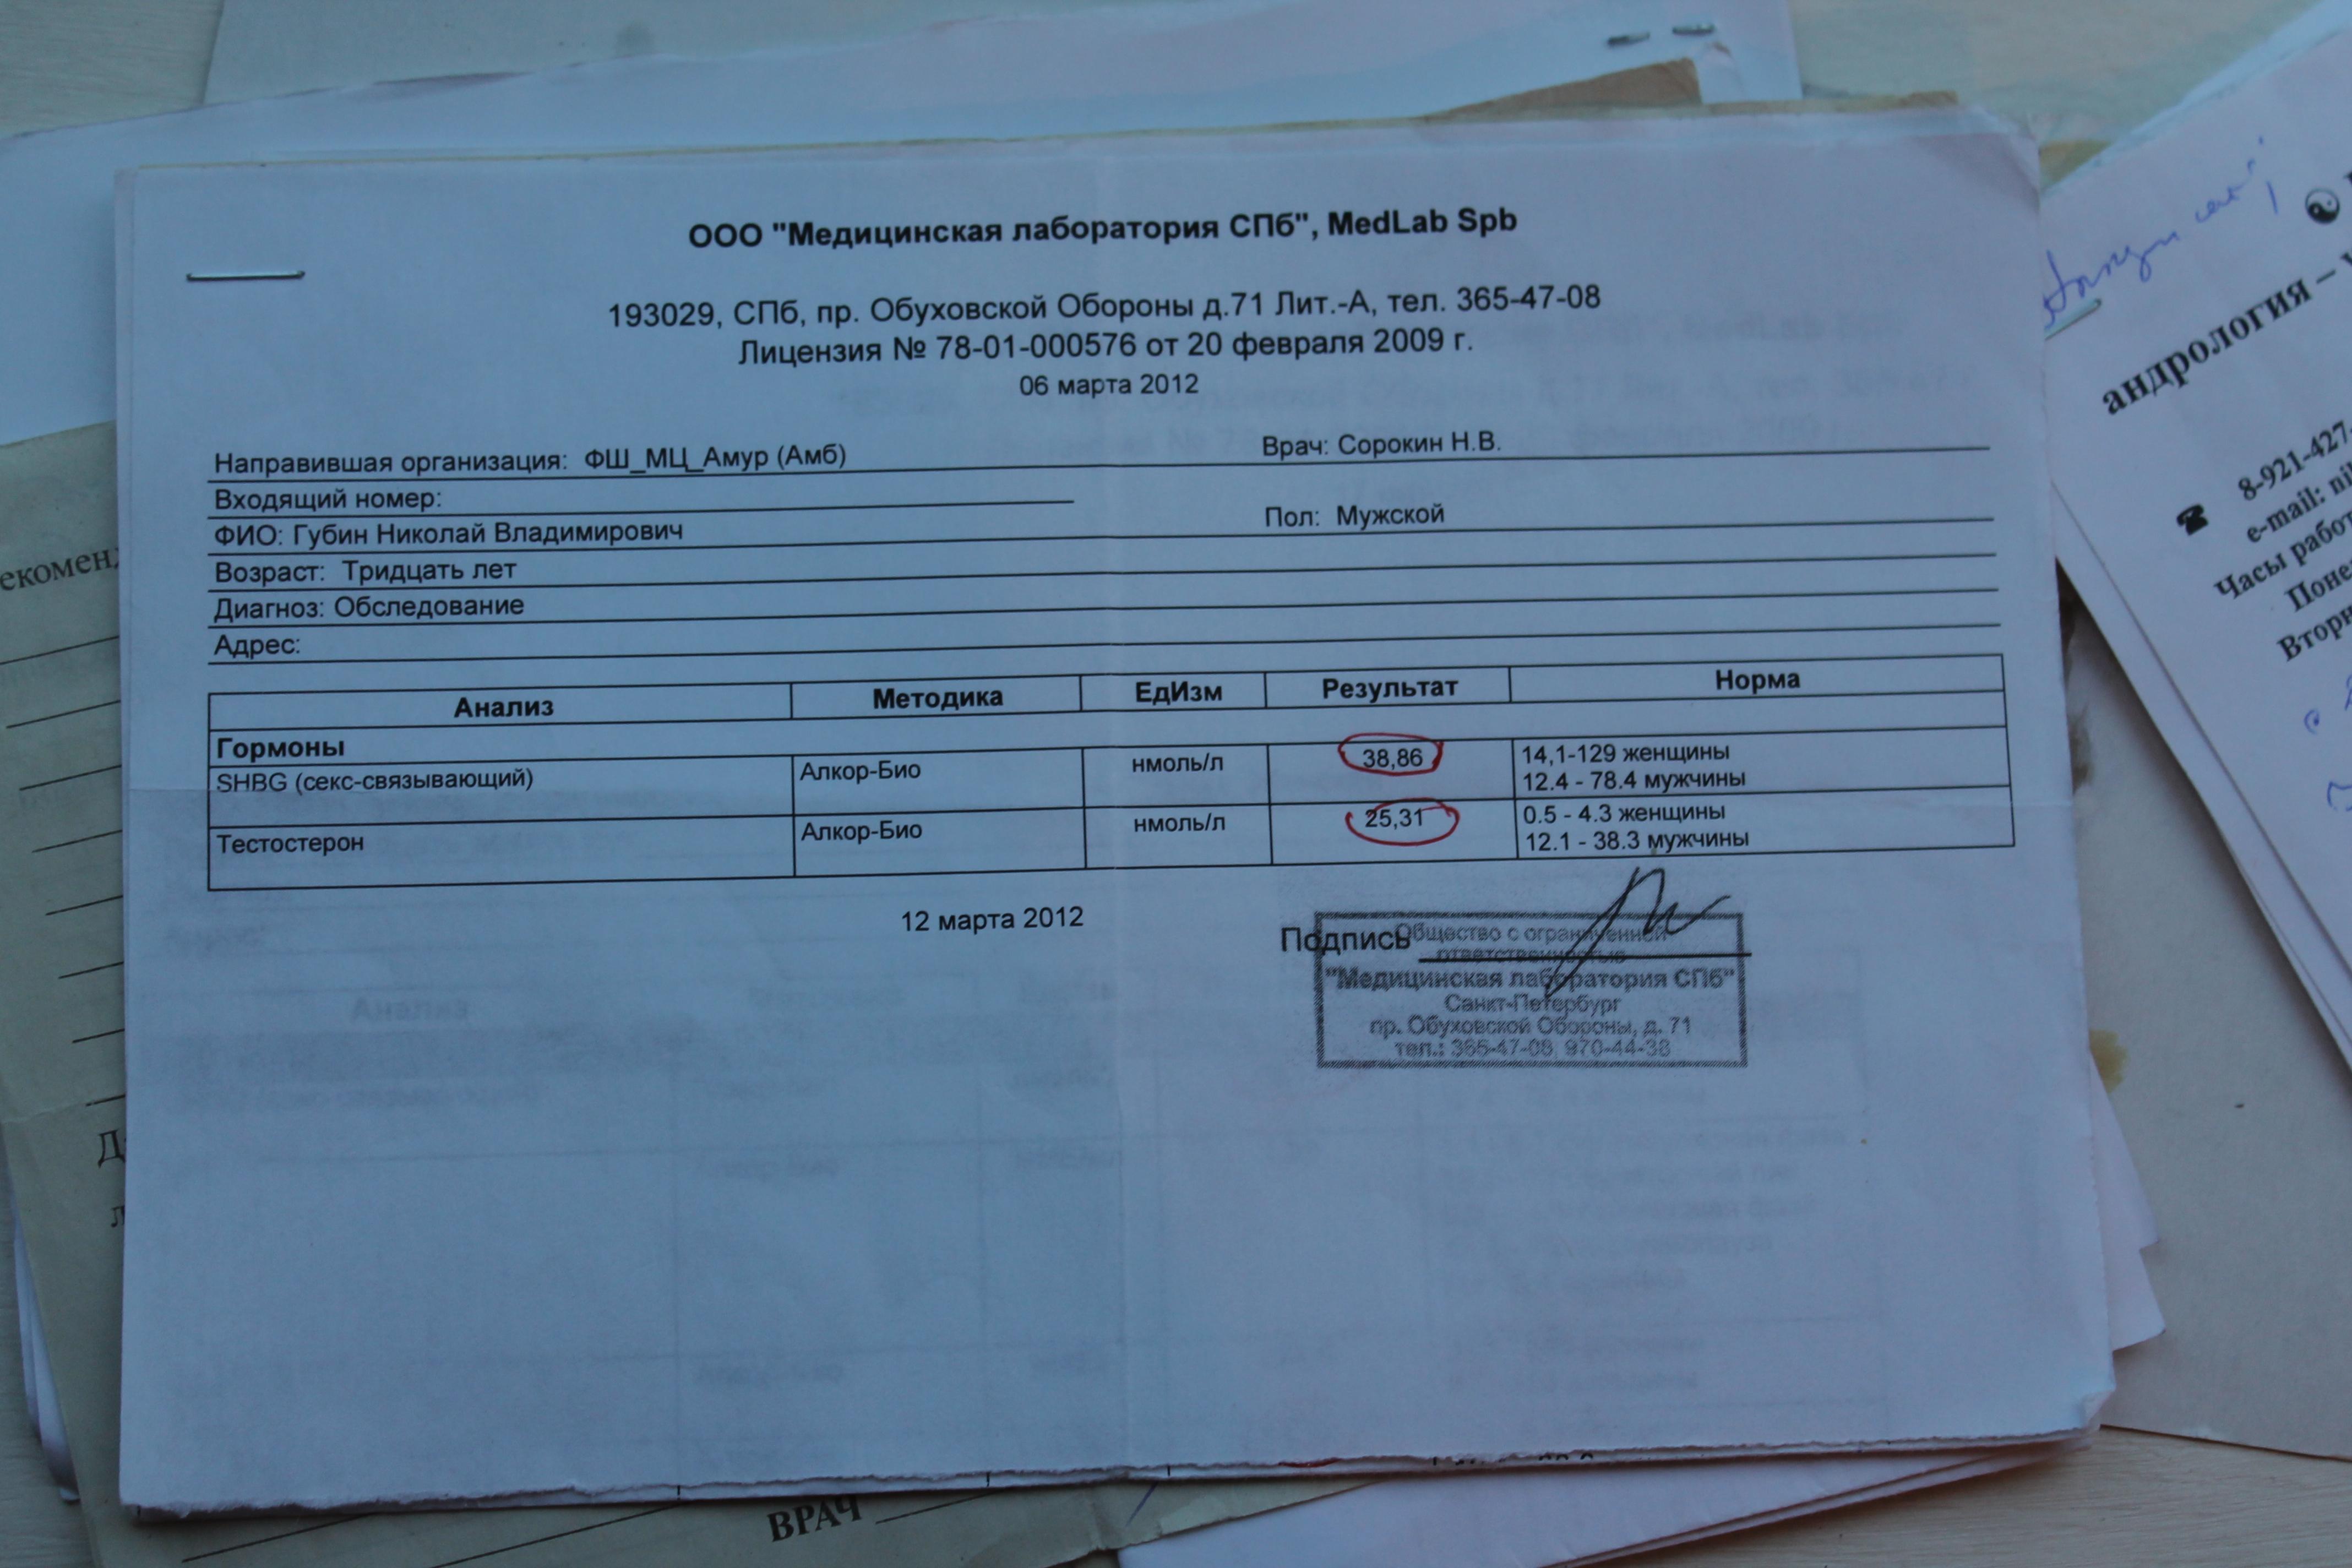 ООО "Медицинская лаборатория СПб", MedLab Spb
193029, СПб, пр. Обуховской Обороны д.71 Лит.-А, тел. 365-47-08
Лицензия № 78-01-000576 от 20 февраля 2009 г.
06 марта 2012
Направившая организация: ФШ_МЦ_Амур (Амб) Врач: Сорокин Н.В.
Входящий номер:
ФИО: Губин Николай Владимирович Пол: Мужской
Возраст: Тридцать лет
Диагноз: Обследование
Адрес:
Анализ Методика ЕдИзм Результат Норма
Гормоны
SHBG (секс-связывающий) Алкор-Био нмоль/л 38,86 14,1-129 женщины
12.4 - 78.4 мужчины
Тестостерон Алкор-Био нмоль/л 25,31 0.5 - 4.3 женщины
12.1 - 38.3 мужчины
12 марта 2012
Подпись
Общество с ограниченной
ответственностью
"Медицинская лаборатория СПб"
Санкт-Петербург
пр. Обуховской Обороны, д. 71
тел.: 365-47-08, 970-44-38
андрология –
8-921-427-
e-mail:
Часы
ВРАЧ